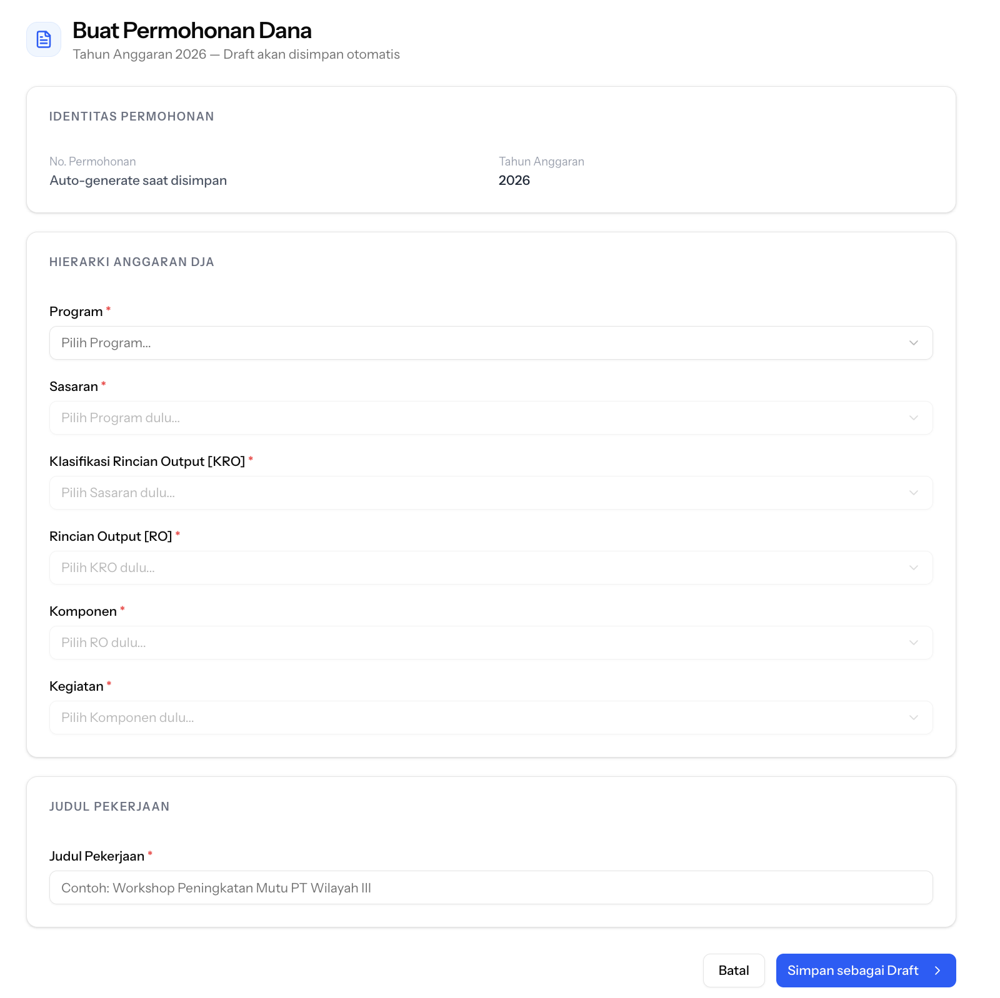 Buat Permohonan Dana
Tahun Anggaran 2026 — Draft akan disimpan otomatis
IDENTITAS PERMOHONAN
No. Permohonan
Auto-generate saat disimpan
Tahun Anggaran
2026
HIERARKI ANGGARAN DJA
Program *
Pilih Program...
Sasaran *
Pilih Program dulu...
Klasifikasi Rincian Output [KRO] *
Pilih Sasaran dulu...
Rincian Output [RO] *
Pilih KRO dulu...
Komponen *
Pilih RO dulu...
Kegiatan *
Pilih Komponen dulu...
JUDUL PEKERJAAN
Judul Pekerjaan *
Contoh: Workshop Peningkatan Mutu PT Wilayah III
Batal
Simpan sebagai Draft